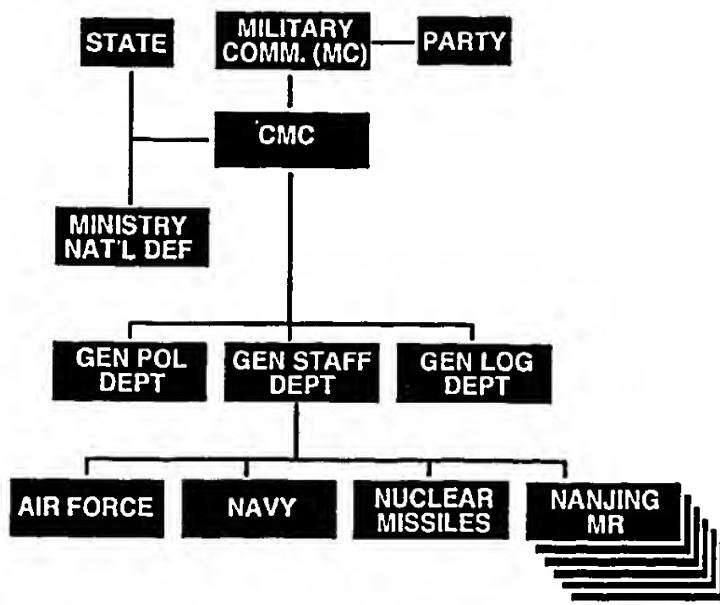 STATE
MILITARY
COMM. (MC)
PARTY
CMC
MINISTRY
NAT'L DEF
GEN POL
DEPT
GEN STAFF
DEPT
GEN LOG
DEPT
AIR FORCE
NAVY
NUCLEAR
MISSILES
NANJING
MR